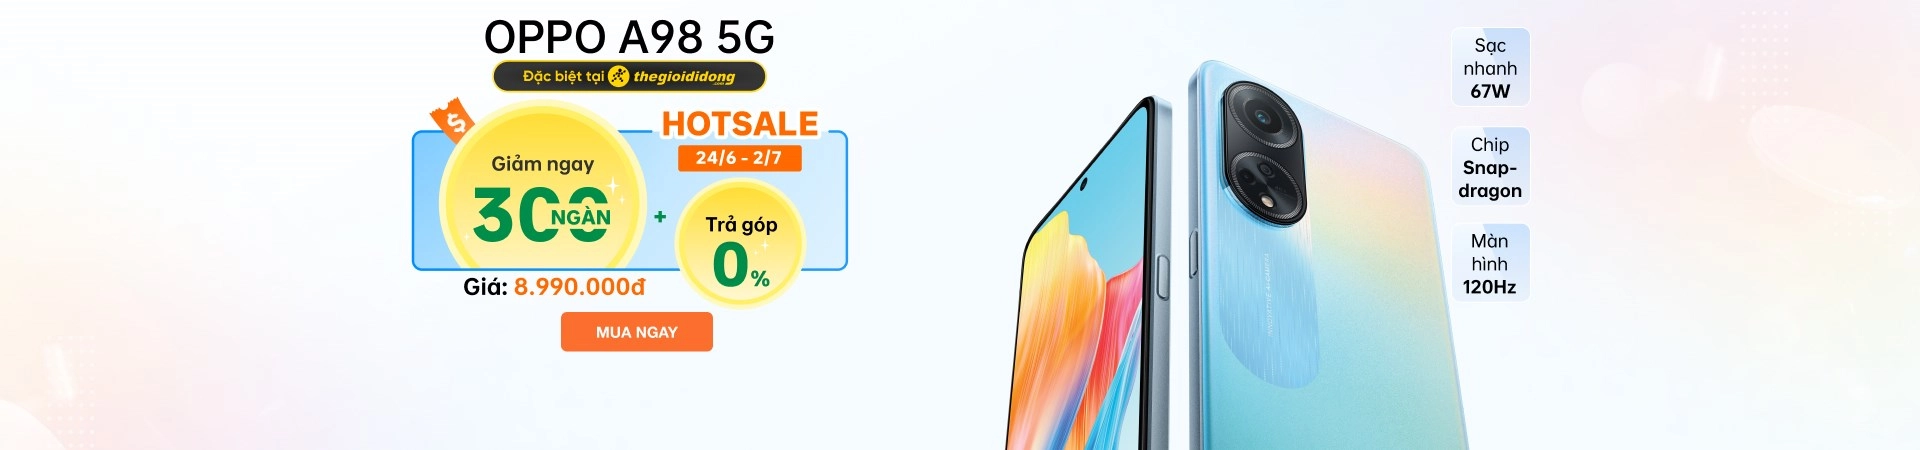 OPPO A98 5G
Đặc biệt tại thegioididong.com
HOTSALE
24/6 - 2/7
Giảm ngay
300 NGÀN
+
Trả góp
0%
Giá: 8.990.000đ
MUA NGAY
Sạc
nhanh
67W
Chip
Snap-
dragon
Màn
hình
120Hz